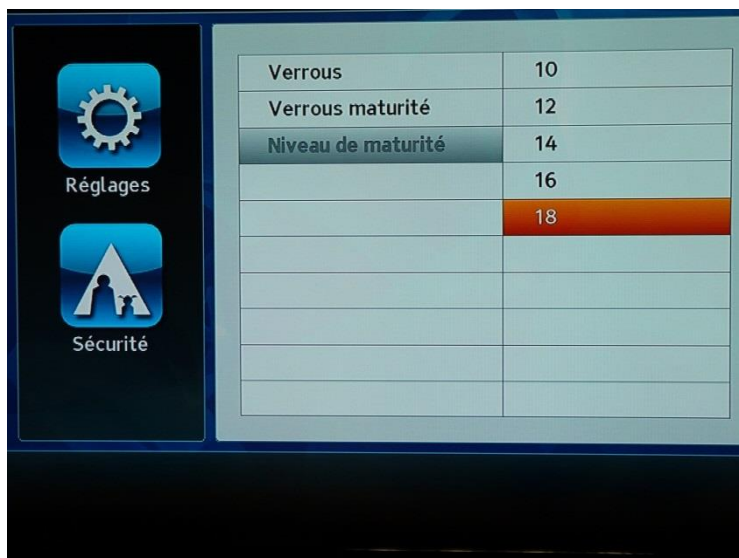 Réglages
Sécurité
Verrous
Verrous maturité
Niveau de maturité
10
12
14
16
18